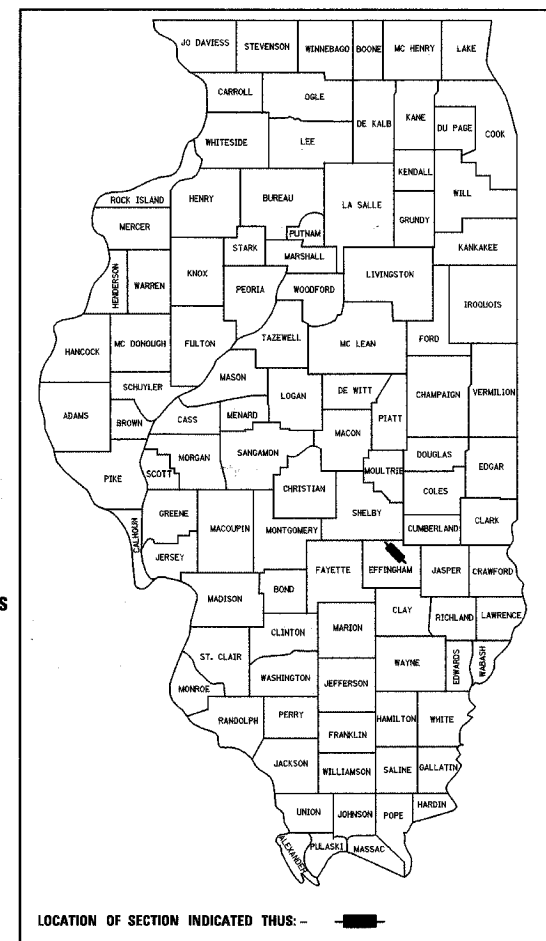 JO DAVIESS
STEVENSON
WINNEBAGO
BOONE
MC HENRY
LAKE
CARROLL
OGLE
DE KALB
KANE
DU PAGE
COOK
WHITESIDE
LEE
KENDALL
WILL
ROCK ISLAND
HENRY
BUREAU
LA SALLE
GRUNDY
MERCER
PUTNAM
STARK
MARSHALL
KANKAKEE
HENDERSON
WARREN
KNOX
PEORIA
WOODFORD
LIVINGSTON
IROQUOIS
HANCOCK
MC DONOUGH
FULTON
TAZEWELL
MC LEAN
FORD
SCHUYLER
MASON
LOGAN
DE WITT
CHAMPAIGN
VERMILION
ADAMS
BROWN
CASS
MENARD
MACON
PIATT
PIKE
SCOTT
MORGAN
SANGAMON
CHRISTIAN
MOULTRIE
DOUGLAS
EDGAR
COLES
CALHOUN
GREENE
MACOUPIN
MONTGOMERY
SHELBY
CUMBERLAND
CLARK
JERSEY
FAYETTE
EFFINGHAM
JASPER
CRAWFORD
S
MADISON
BOND
CLAY
RICHLAND
LAWRENCE
CLINTON
MARION
ST. CLAIR
WAYNE
EDWARDS
WABASH
MONROE
WASHINGTON
JEFFERSON
RANDOLPH
PERRY
HAMILTON
WHITE
FRANKLIN
JACKSON
WILLIAMSON
SALINE
GALLATIN
UNION
JOHNSON
POPE
HARDIN
ALEXANDER
PULASKI
MASSAC
LOCATION OF SECTION INDICATED THUS: -